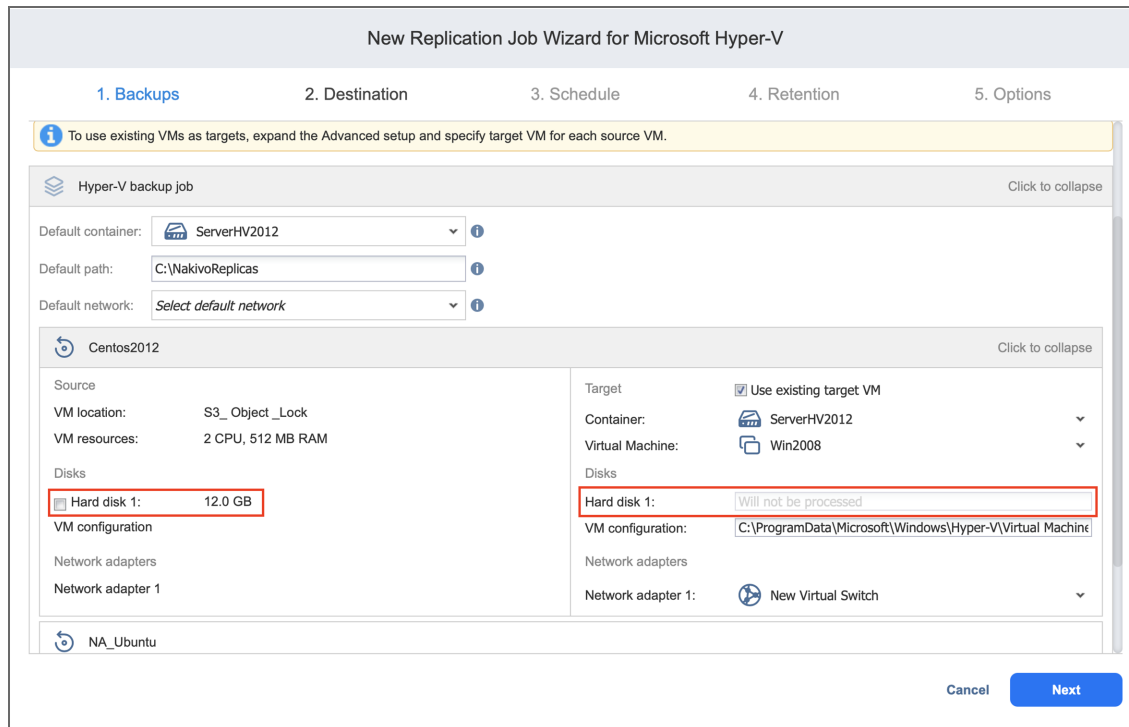 New Replication Job Wizard for Microsoft Hyper-V
1. Backups 2. Destination 3. Schedule 4. Retention 5. Options
To use existing VMs as targets, expand the Advanced setup and specify target VM for each source VM.
Hyper-V backup job Click to collapse
Default container: ServerHV2012
Default path: C:\NakivoReplicas
Default network: Select default network
Centos2012 Click to collapse
Source
VM location: S3_ Object _Lock
VM resources: 2 CPU, 512 MB RAM
Disks
Hard disk 1: 12.0 GB
VM configuration
Network adapters
Network adapter 1
Target Use existing target VM
Container: ServerHV2012
Virtual Machine: Win2008
Disks
Hard disk 1: Will not be processed
VM configuration: C:\ProgramData\Microsoft\Windows\Hyper-V\Virtual Machine
Network adapters
Network adapter 1: New Virtual Switch
NA_Ubuntu
Cancel Next